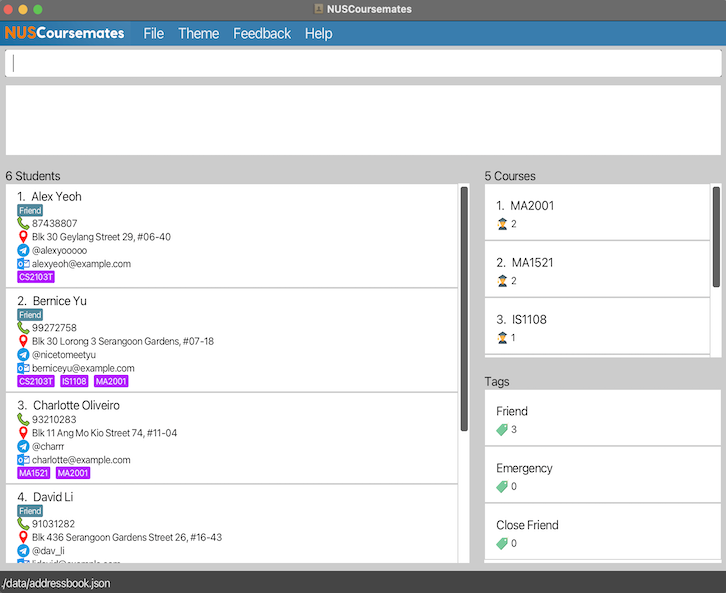 NUSCoursemates
NUSCoursemates File Theme Feedback Help
6 Students
1. Alex Yeoh
Friend
87438807
Blk 30 Geylang Street 29, #06-40
@alexyooooo
alexyeoh@example.com
CS2103T
2. Bernice Yu
Friend
99272758
Blk 30 Lorong 3 Serangoon Gardens, #07-18
@nicetomeetyu
berniceyu@example.com
CS2103T IS1108 MA2001
3. Charlotte Oliveiro
93210283
Blk 11 Ang Mo Kio Street 74, #11-04
@charrr
charlotte@example.com
MA1521 MA2001
4. David Li
Friend
91031282
Blk 436 Serangoon Gardens Street 26, #16-43
@dav_li
lidavid@example.com
5 Courses
1. MA2001
2
2. MA1521
2
3. IS1108
1
Tags
Friend
3
Emergency
0
Close Friend
0
./data/addressbook.json